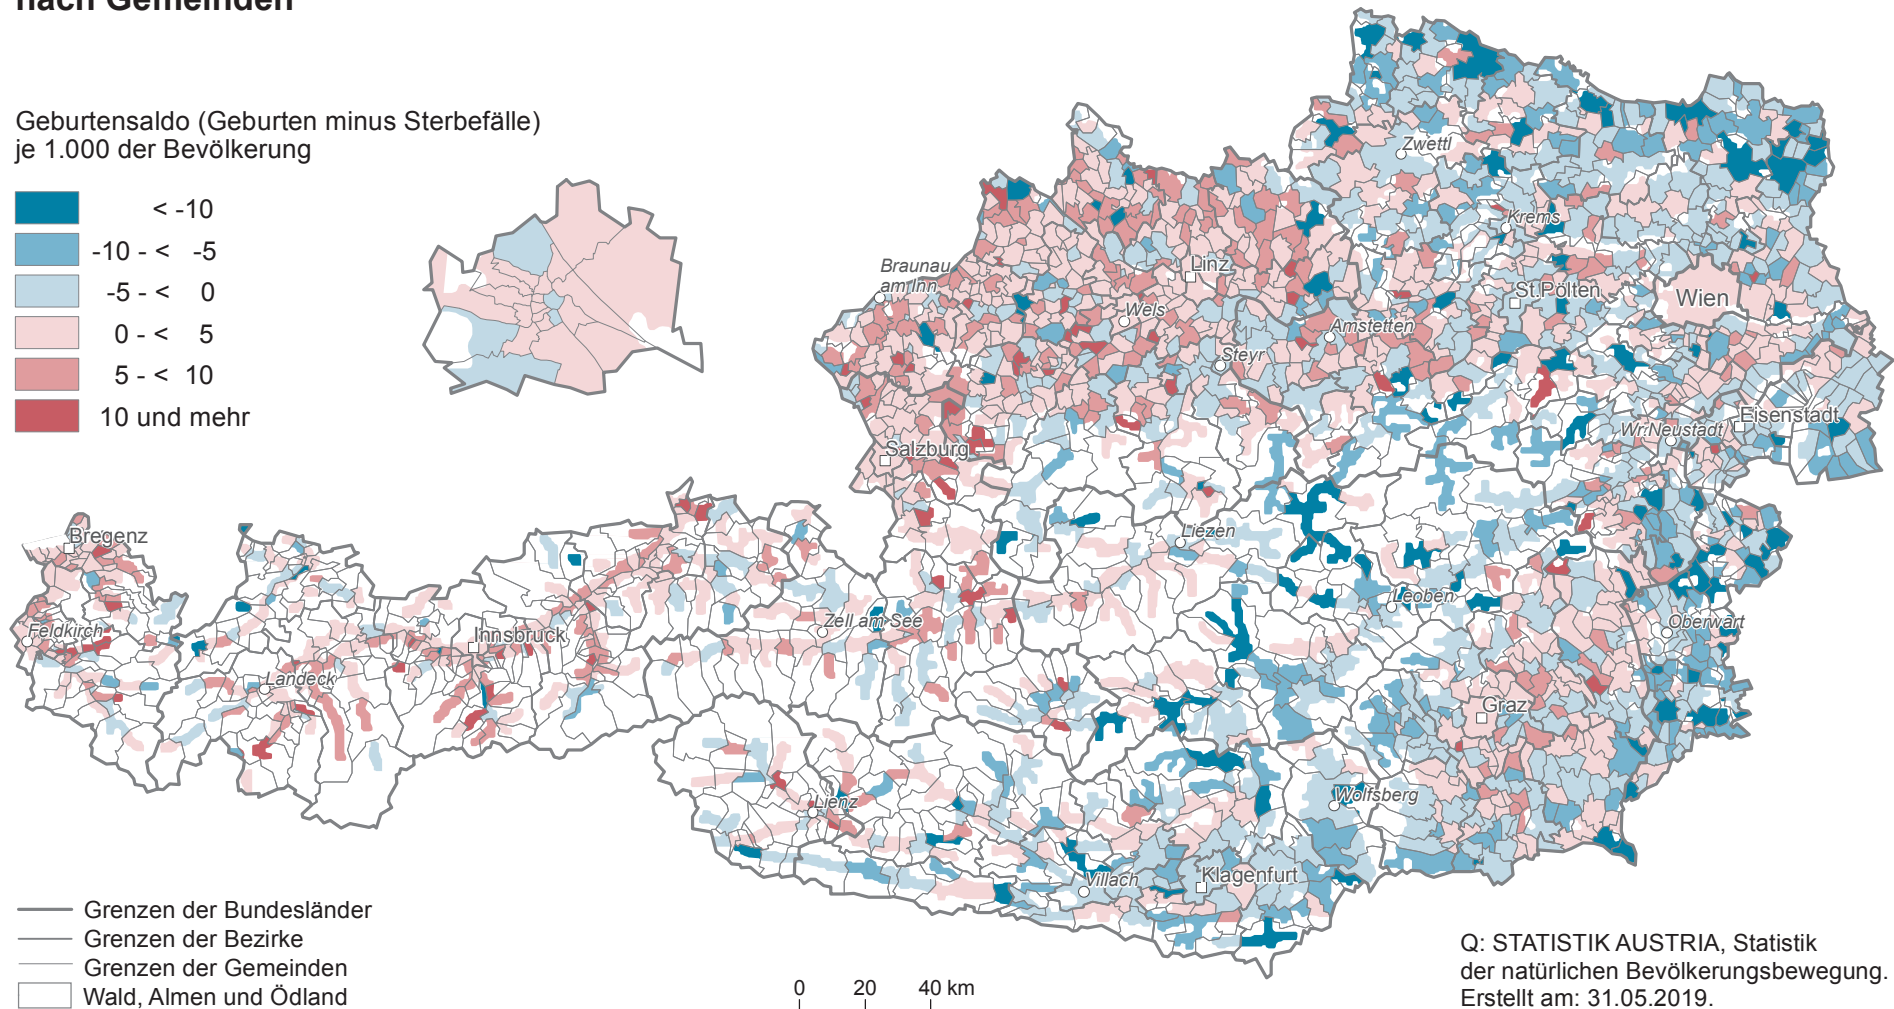 nach Gemeinden
Geburtensaldo (Geburten minus Sterbefälle)
je 1.000 der Bevölkerung
< -10
-10 - < -5
-5 - < 0
0 - < 5
5 - < 10
10 und mehr
Zwettl
Krems
Braunau
am Inn
Linz
St.Pölten
Wien
Wels
Amstetten
Steyr
Eisenstadt
Wr.Neustadt
Salzburg
Bregenz
Liezen
Leoben
Feldkirch
Innsbruck
Zell am See
Oberwart
Landeck
Graz
Lienz
Wolfsberg
Villach
Klagenfurt
Grenzen der Bundesländer
Grenzen der Bezirke
Grenzen der Gemeinden
Wald, Almen und Ödland
0 20 40 km
Q: STATISTIK AUSTRIA, Statistik
der natürlichen Bevölkerungsbewegung.
Erstellt am: 31.05.2019.